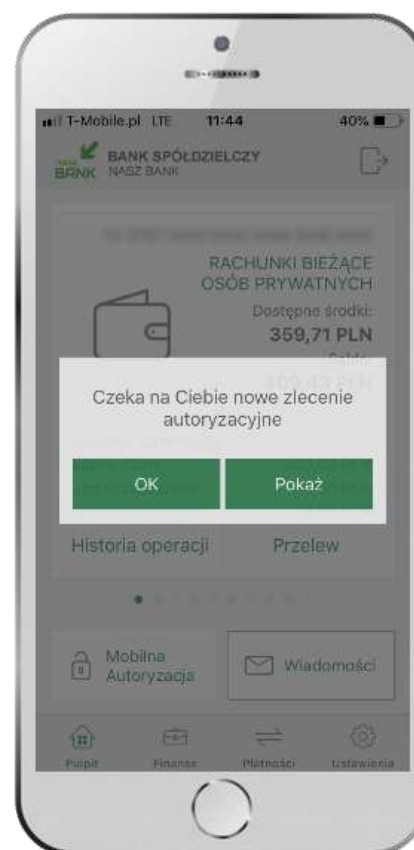 T-Mobile.pl LTE 11:44 40%
BANK BANK SPÓŁDZIELCZY
NASZ BANK
RACHUNKI BIEŻĄCE
OSÓB PRYWATNYCH
Dostępne środki:
359,71 PLN
Czeka na Ciebie nowe zlecenie
autoryzacyjne
OK Pokaż
Historia operacji Przelew
Mobilna
Autoryzacja
Wiadomości
Pulpit Finanse Płatności Ustawienia